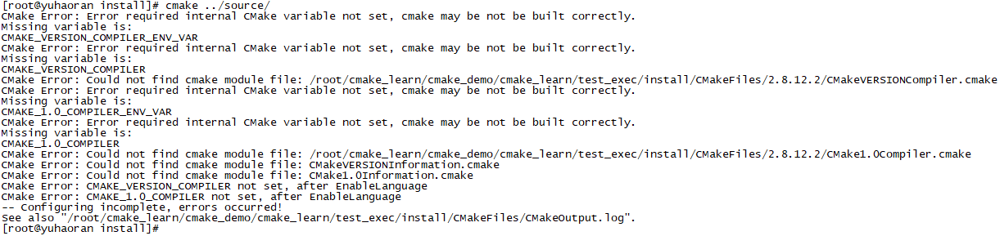 [root@yuhaoran install]# cmake ../source/
CMake Error: Error required internal CMake variable not set, cmake may be not be built correctly.
Missing variable is:
CMAKE_VERSION_COMPILER_ENV_VAR
CMake Error: Error required internal CMake variable not set, cmake may be not be built correctly.
Missing variable is:
CMAKE_VERSION_COMPILER
CMake Error: Could not find cmake module file: /root/cmake_learn/cmake_demo/cmake_learn/test_exec/install/CMakeFiles/2.8.12.2/CMakeVERSIONCompiler.cmake
CMake Error: Error required internal CMake variable not set, cmake may be not be built correctly.
Missing variable is:
CMAKE_1.0_COMPILER_ENV_VAR
CMake Error: Error required internal CMake variable not set, cmake may be not be built correctly.
Missing variable is:
CMAKE_1.0_COMPILER
CMake Error: Could not find cmake module file: /root/cmake_learn/cmake_demo/cmake_learn/test_exec/install/CMakeFiles/2.8.12.2/CMake1.0Compiler.cmake
CMake Error: Could not find cmake module file: CMakeVERSIONInformation.cmake
CMake Error: Could not find cmake module file: CMake1.0Information.cmake
CMake Error: CMAKE_VERSION_COMPILER not set, after EnableLanguage
CMake Error: CMAKE_1.0_COMPILER not set, after EnableLanguage
-- Configuring incomplete, errors occurred!
See also "/root/cmake_learn/cmake_demo/cmake_learn/test_exec/install/CMakeFiles/CMakeOutput.log".
[root@yuhaoran install]#